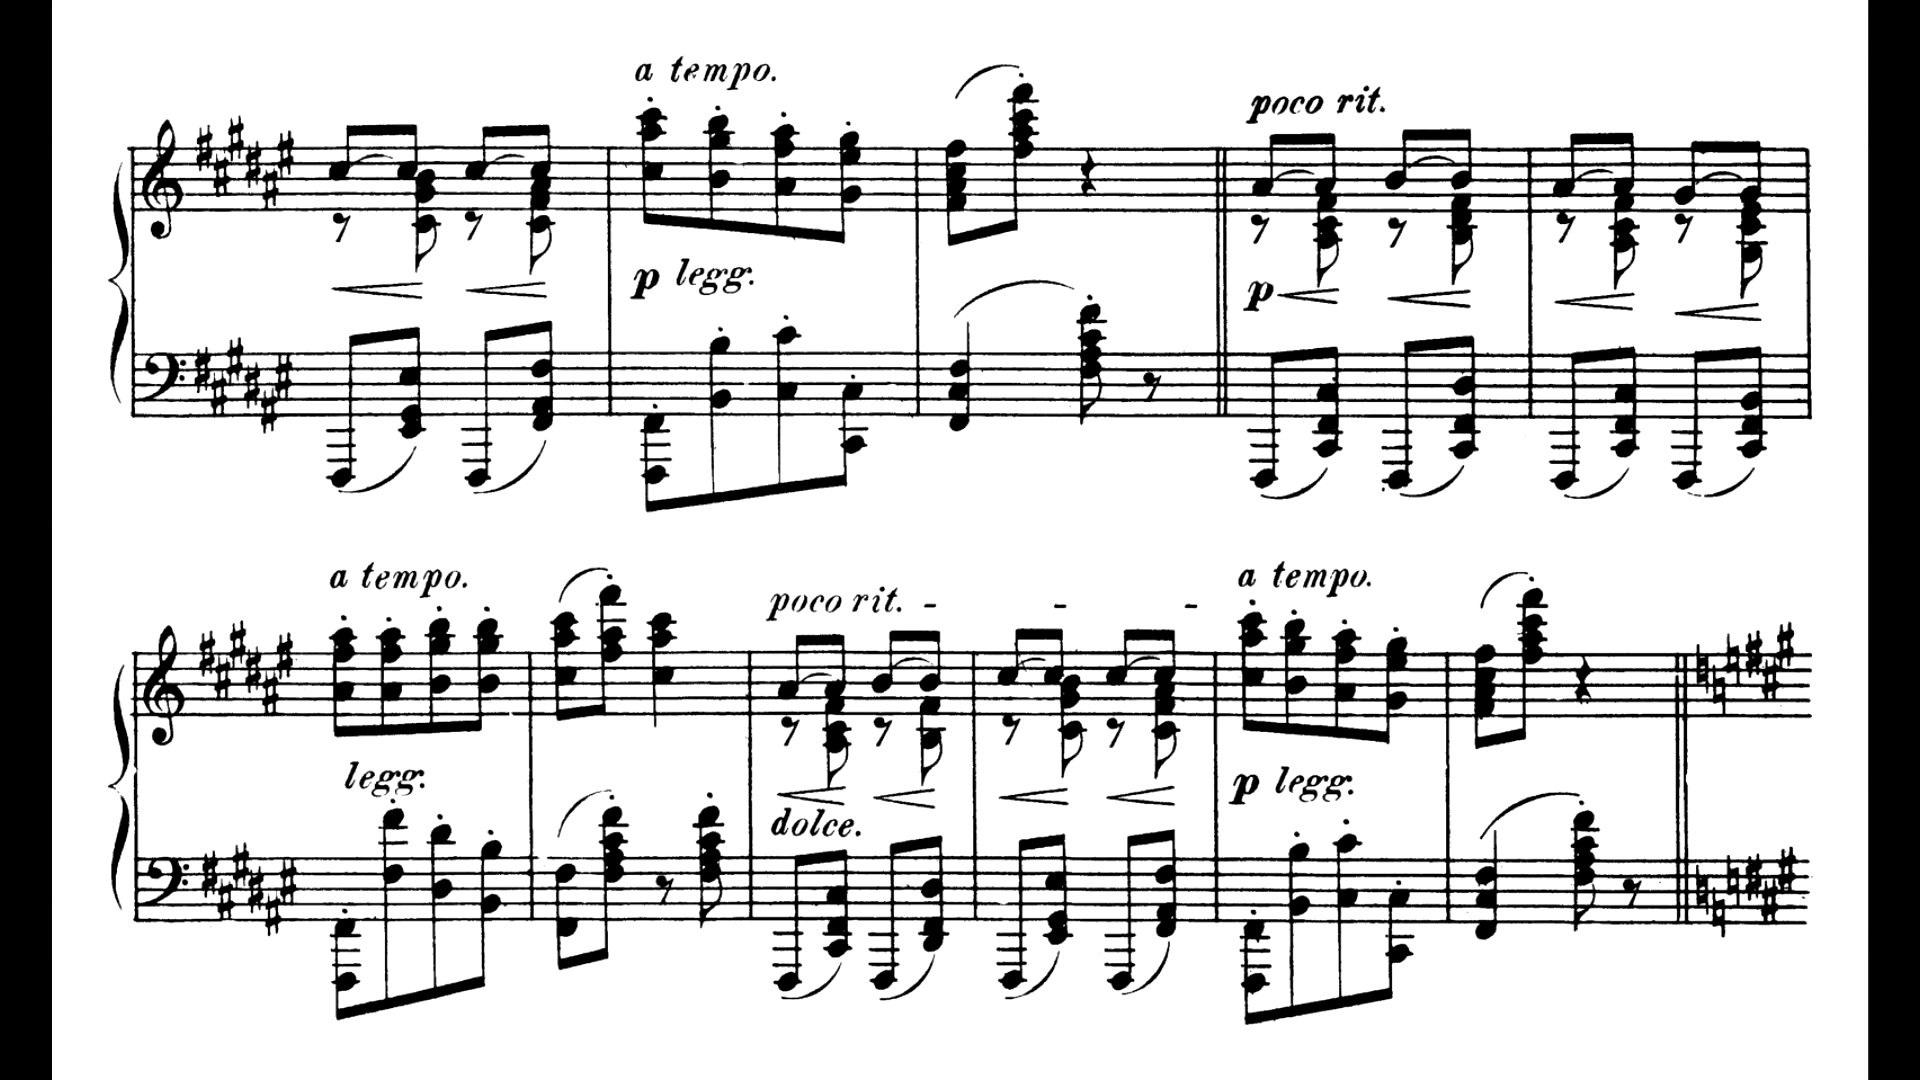 a tempo.
poco rit.
p legg.
p
a tempo.
poco rit. - - -
a tempo.
legg.
dolce.
p legg.